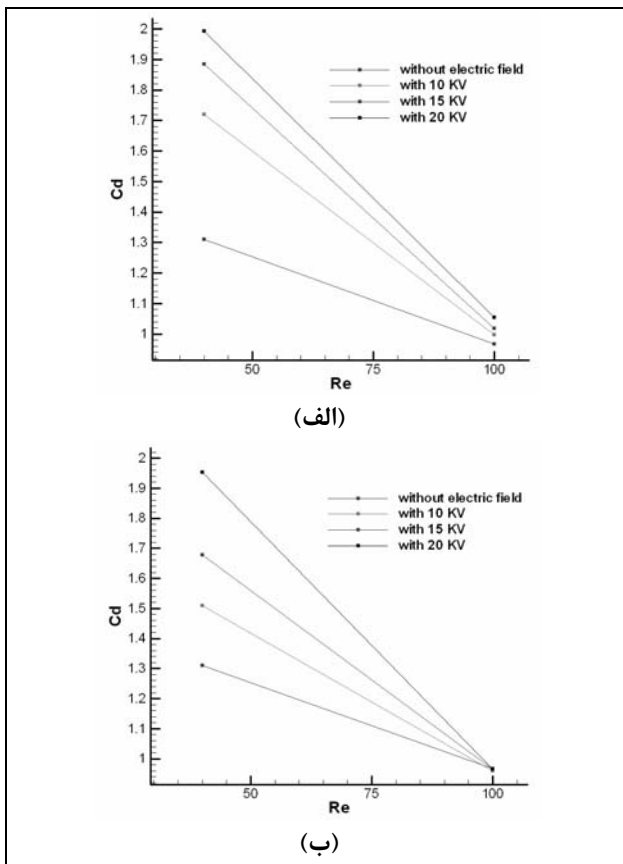 2
1.9
1.8
1.7
1.6
1.5
1.4
1.3
1.2
1.1
1
Cd
without electric field
with 10 KV
with 15 KV
with 20 KV
50 75 100
Re
(الف)
2
1.9
1.8
1.7
1.6
1.5
1.4
1.3
1.2
1.1
1
Cd
without electric field
with 10 KV
with 15 KV
with 20 KV
50 75 100
Re
(ب)